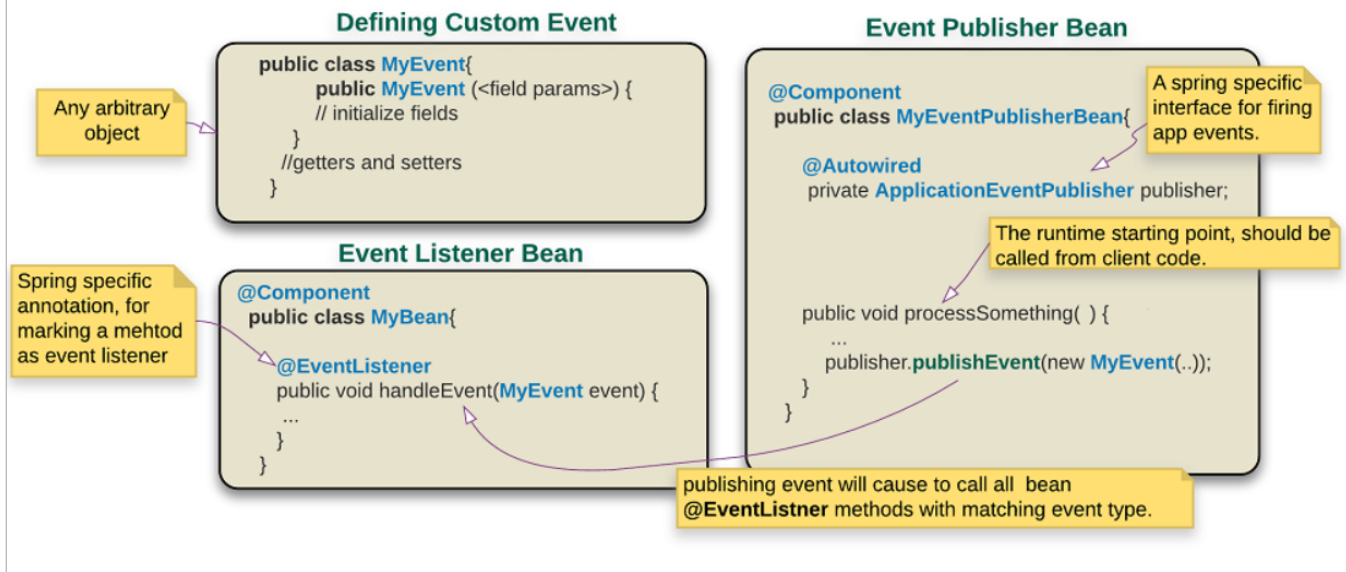 Defining Custom Event
public class MyEvent{
public MyEvent (<field params>) {
// initialize fields
}
//getters and setters
}
Any arbitrary
object
Event Listener Bean
@Component
public class MyBean{
@EventListener
public void handleEvent(MyEvent event) {
...
}
}
Spring specific
annotation, for
marking a mehtod
as event listener
Event Publisher Bean
@Component
public class MyEventPublisherBean{
@Autowired
private ApplicationEventPublisher publisher;
public void processSomething( ) {
...
publisher.publishEvent(new MyEvent(..));
}
}
A spring specific
interface for firing
app events.
The runtime starting point, should be
called from client code.
publishing event will cause to call all bean
@EventListner methods with matching event type.